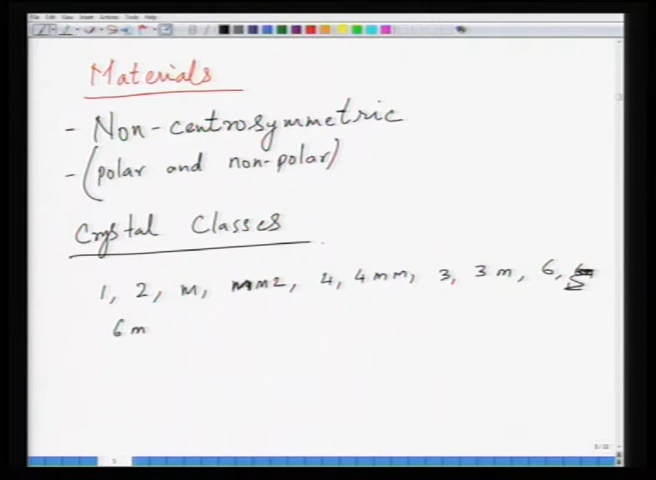 Materials
- Non-centrosymmetric
- (polar and non-polar)
Crystal Classes
1, 2, m, mm2, 4, 4mm, 3, 3m, 6,
6m